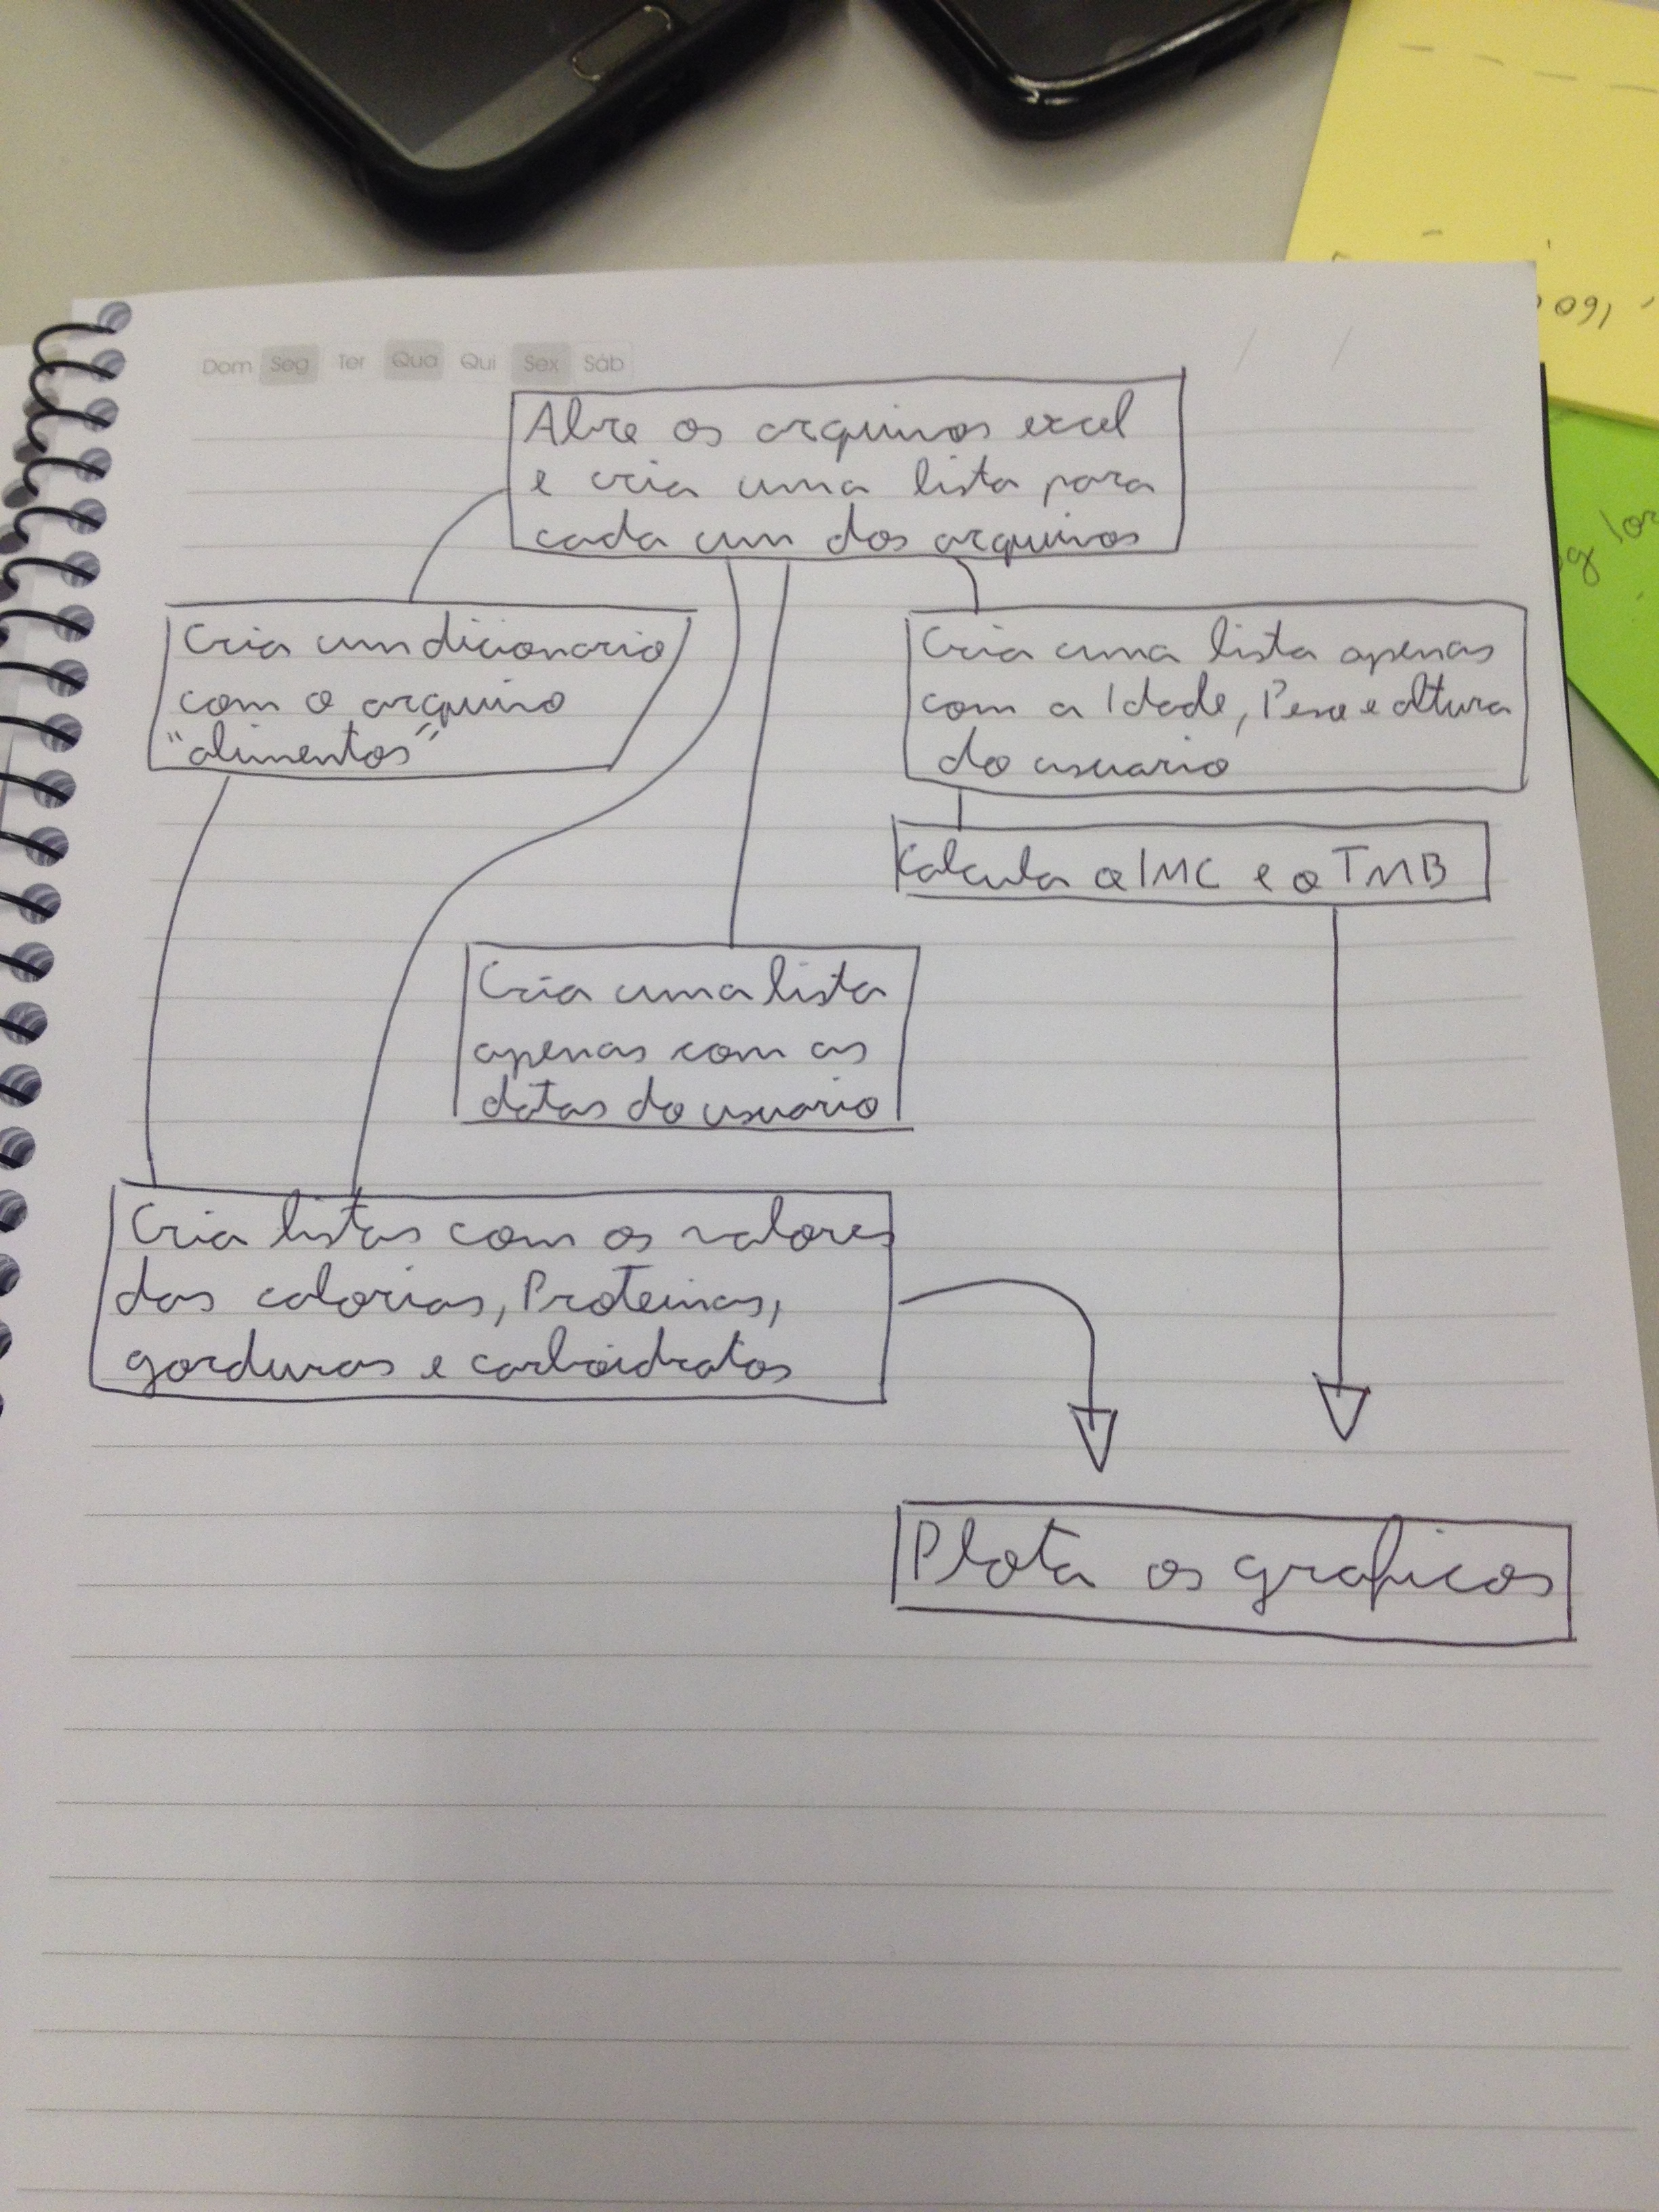 Dom Seg Ter Qua Qui Sex Sáb
/ /
Abre os arquivos excel
e cria uma lista para
cada um dos arquivos
Cria um dicionario
com o arquivo
"alimentos"
Cria uma lista apenas
com a Idade, Peso e altura
do usuario
Calcula o IMC e o TMB
Cria uma lista
apenas com as
datas do usuario
Cria listas com os valores
das calorias, Proteinas,
gorduras e carboidratos
Plota os graficos